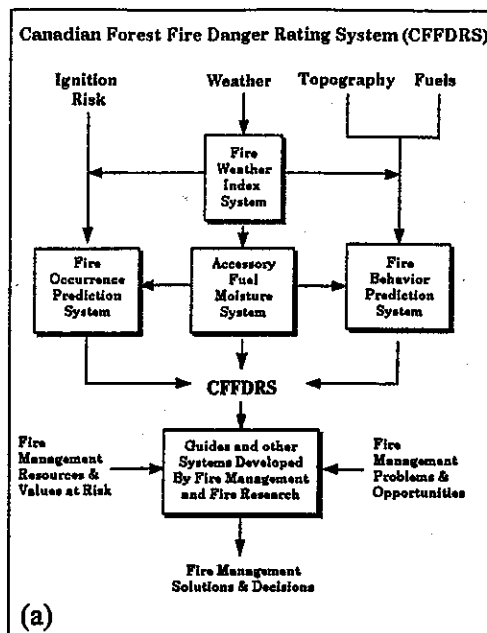 Canadian Forest Fire Danger Rating System (CFFDRS)
Ignition
Risk
Weather
Topography
Fuels
Fire
Weather
Index
System
Fire
Occurrence
Prediction
System
Accessory
Fuel
Moisture
System
Fire
Behavior
Prediction
System
CFFDRS
Fire
Management
Resources &
Values at Risk
Guides and other
Systems Developed
By Fire Management
and Fire Research
Fire
Management
Problems &
Opportunities
Fire Management
Solutions & Decisions
(a)